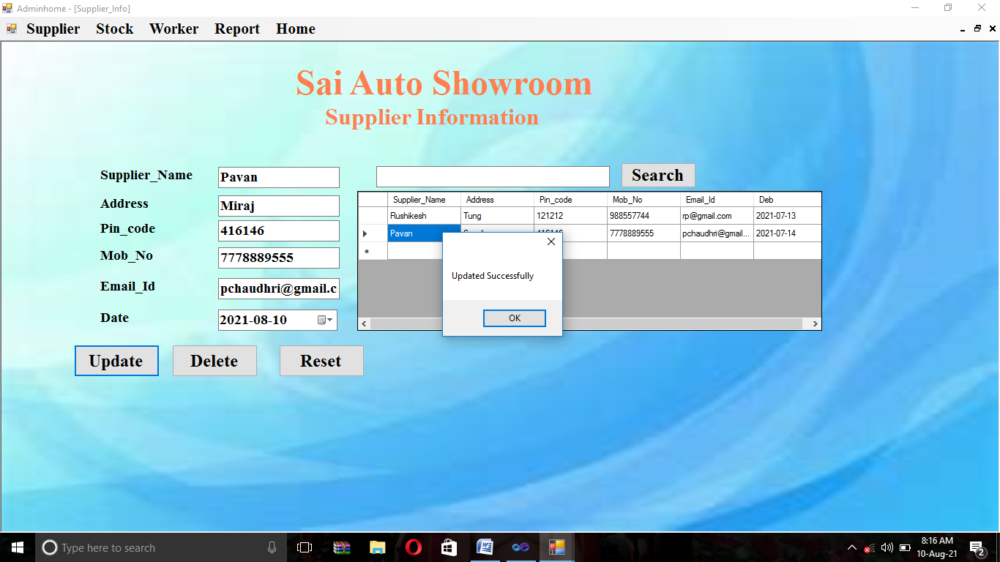 Adminhome - [Supplier_Info]
Supplier Stock Worker Report Home
Sai Auto Showroom
Supplier Information
Supplier_Name Pavan
Address Miraj
Pin_code 416146
Mob_No 7778889555
Email_Id pchaudhri@gmail.c
Date 2021-08-10
Update Delete Reset
Search
Supplier_Name Address Pin_code Mob_No Email_Id Deb
Rushikesh Tung 121212 988557744 rp@gmail.com 2021-07-13
Pavan 7778889555 pchaudhri@gmail... 2021-07-14
*
Updated Successfully
OK
Type here to search
8:16 AM
10-Aug-21
2